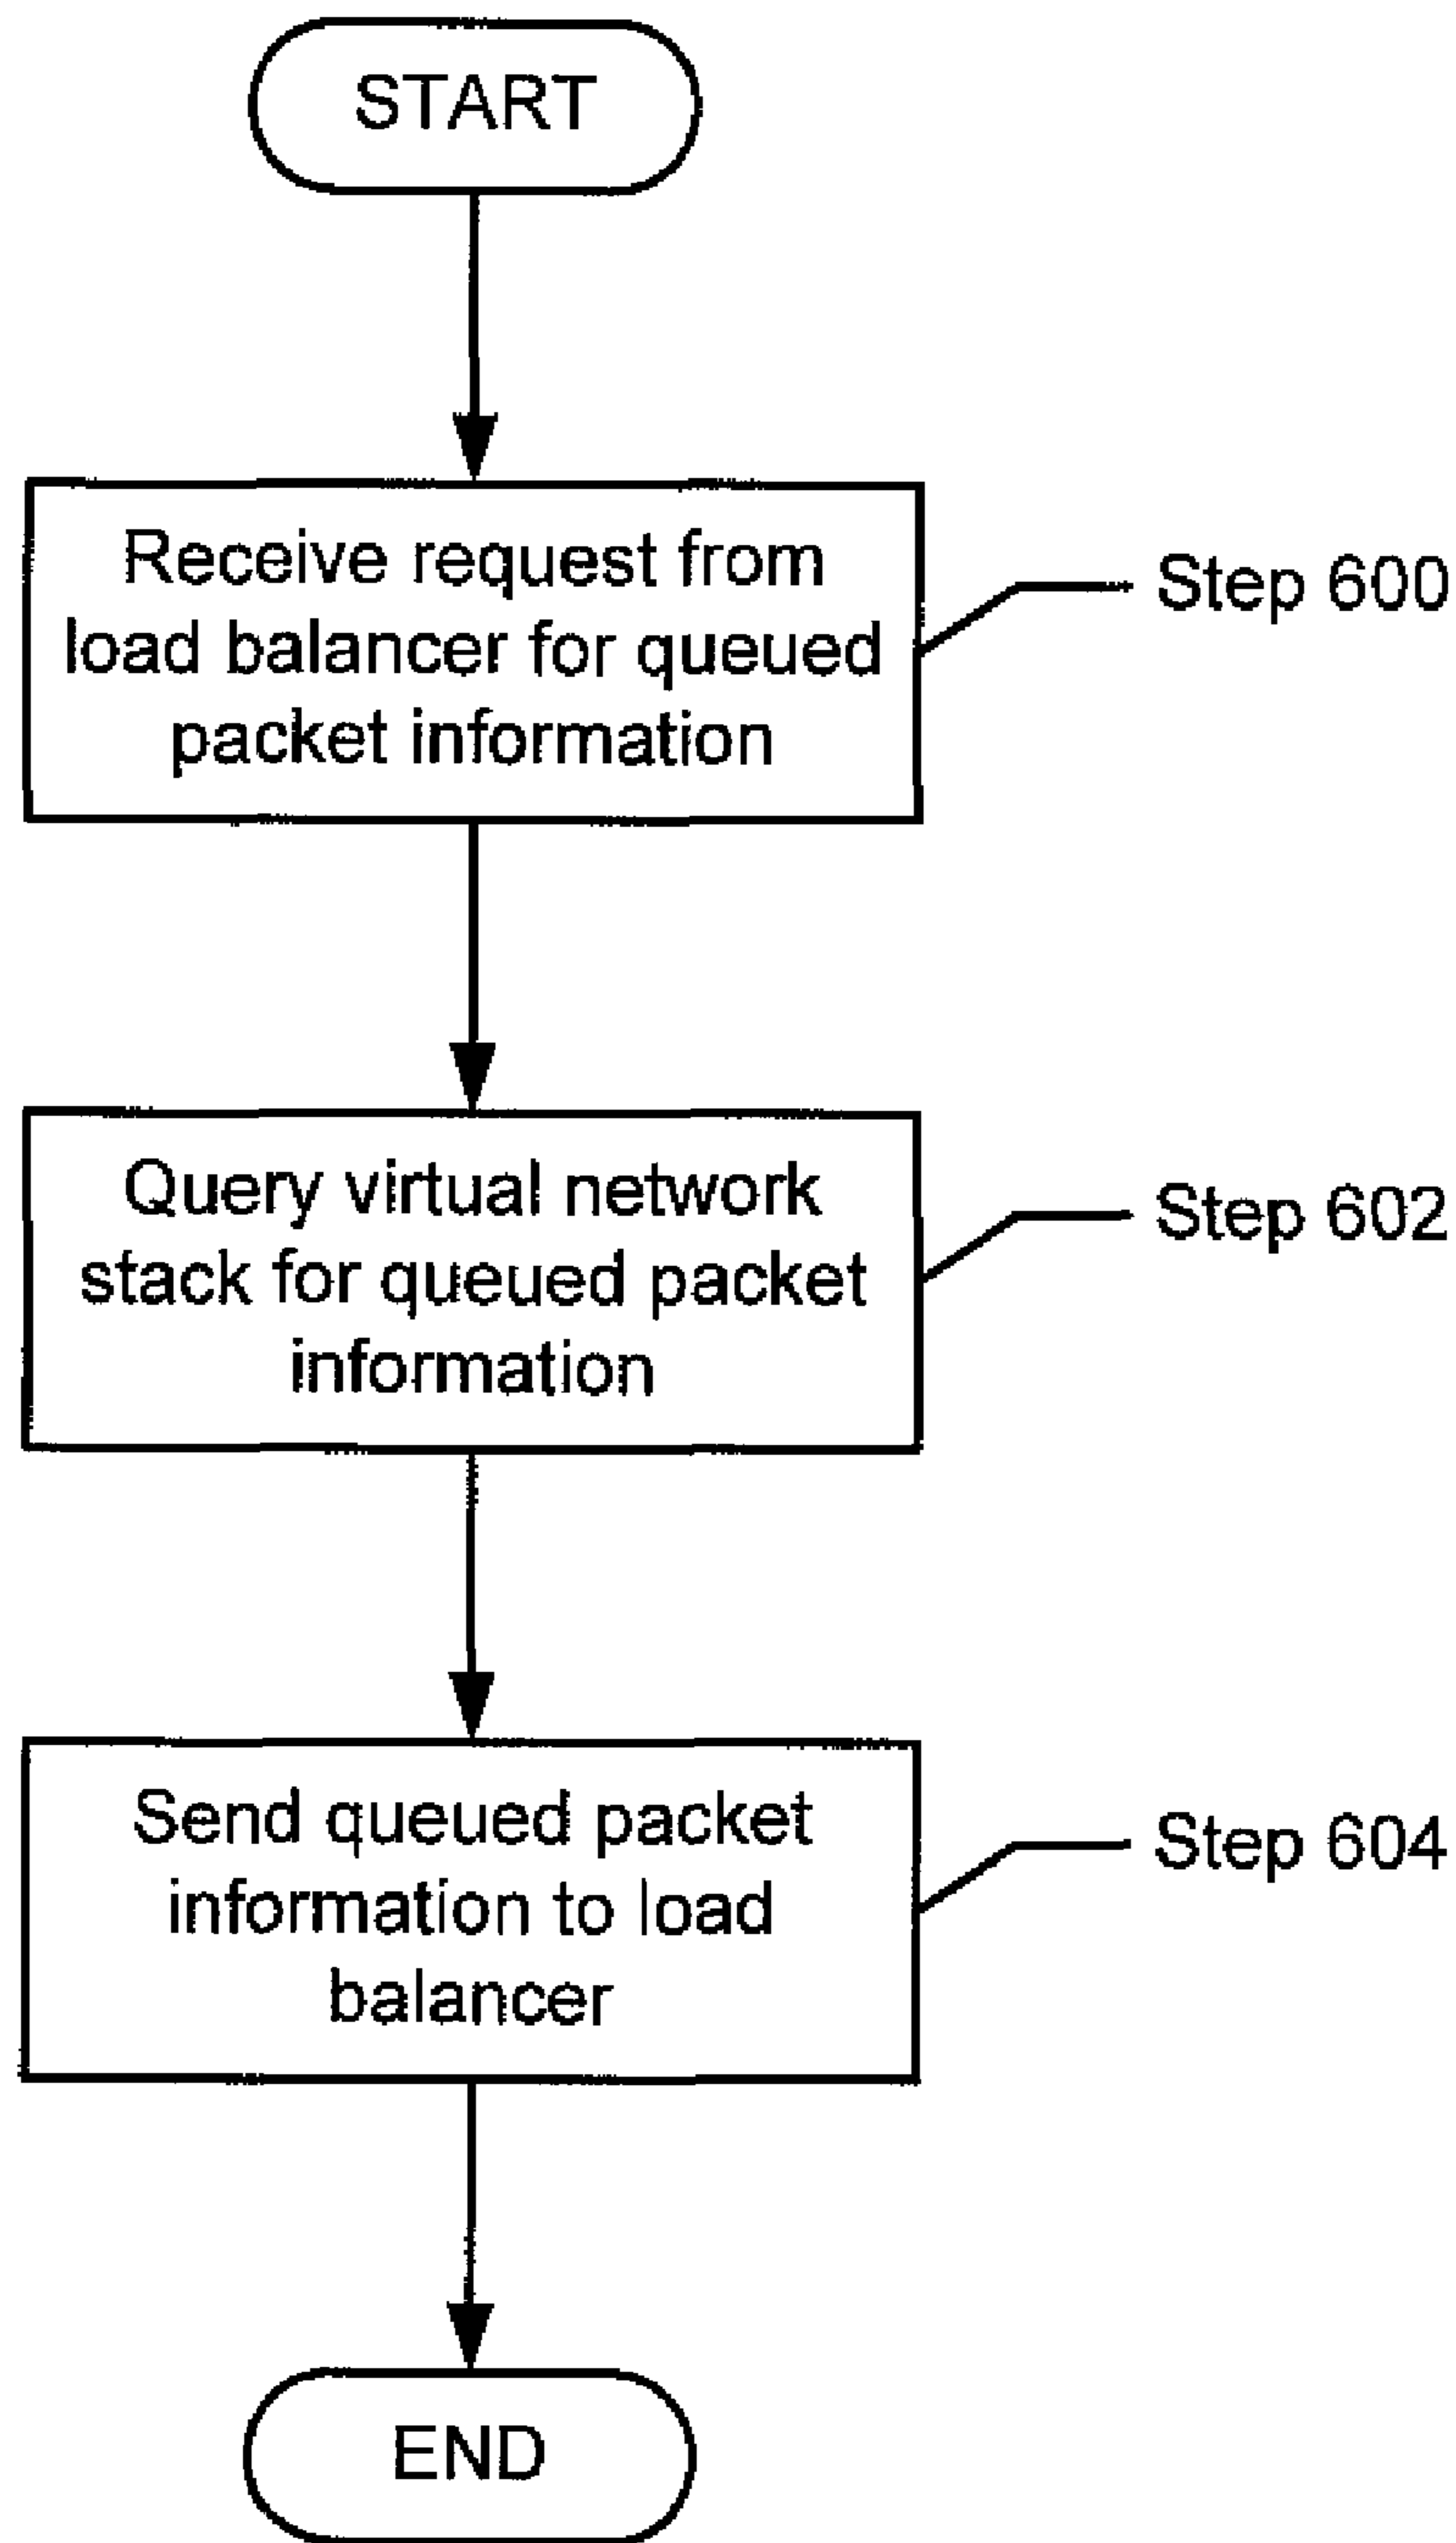 START
Receive request from
load balancer for queued
packet information
Step 600
Query virtual network
stack for queued packet
information
Step 602
Send queued packet
information to load
balancer
Step 604
END